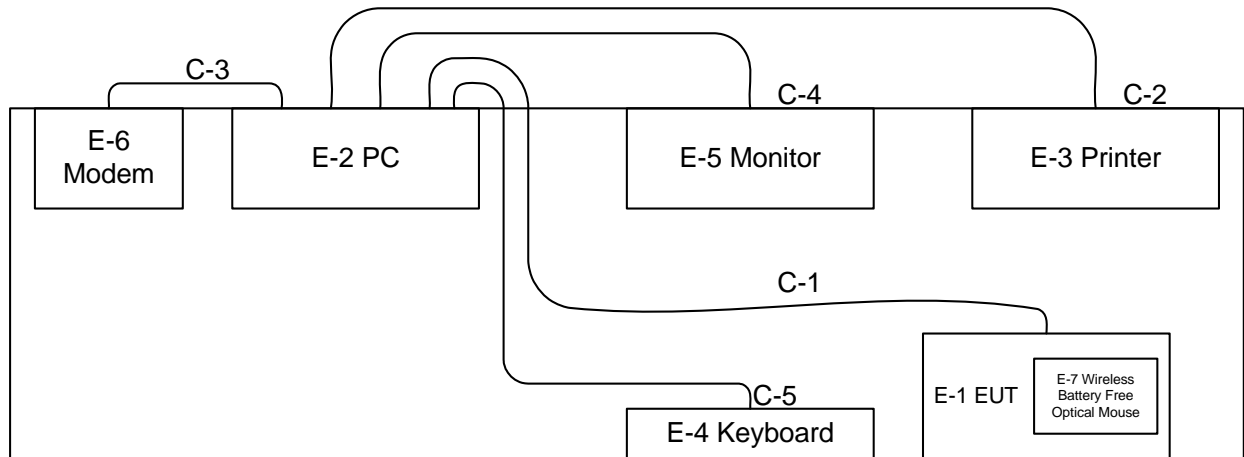 C-3
C-4
C-2
E-6
Modem
E-2 PC
E-5 Monitor
E-3 Printer
C-1
E-1 EUT
E-7 Wireless
Battery Free
Optical Mouse
C-5
E-4 Keyboard